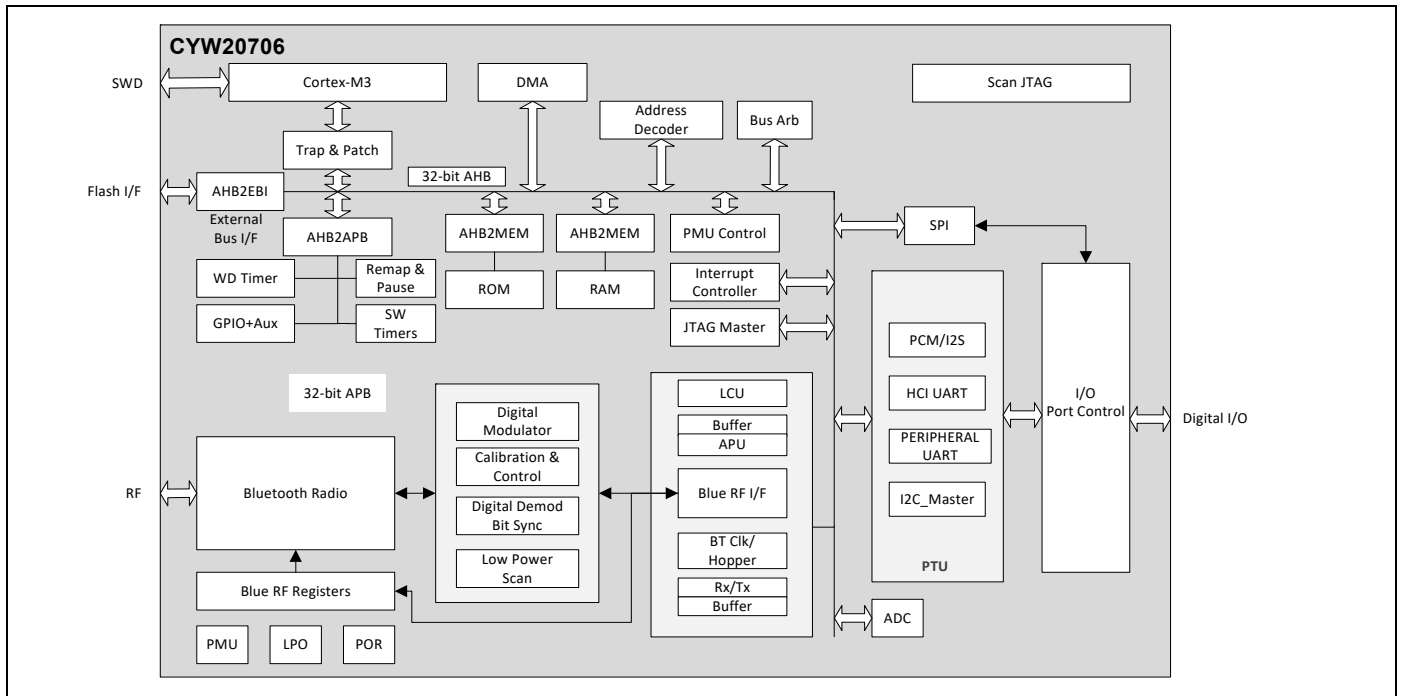 CYW20706
SWD
Cortex-M3
DMA
Scan JTAG
Address
Decoder
Bus Arb
Trap & Patch
32-bit AHB
Flash I/F
AHB2EBI
External
Bus I/F
AHB2APB
AHB2MEM
AHB2MEM
PMU Control
SPI
WD Timer
Remap &
Pause
ROM
RAM
Interrupt
Controller
GPIO+Aux
SW
Timers
JTAG Master
PCM/I2S
HCI UART
PERIPHERAL
UART
I2C_Master
PTU
I/O
Port Control
Digital I/O
32-bit APB
Digital
Modulator
Calibration &
Control
Digital Demod
Bit Sync
Low Power
Scan
LCU
Buffer
APU
Blue RF I/F
BT Clk/
Hopper
Rx/Tx
Buffer
RF
Bluetooth Radio
Blue RF Registers
ADC
PMU
LPO
POR